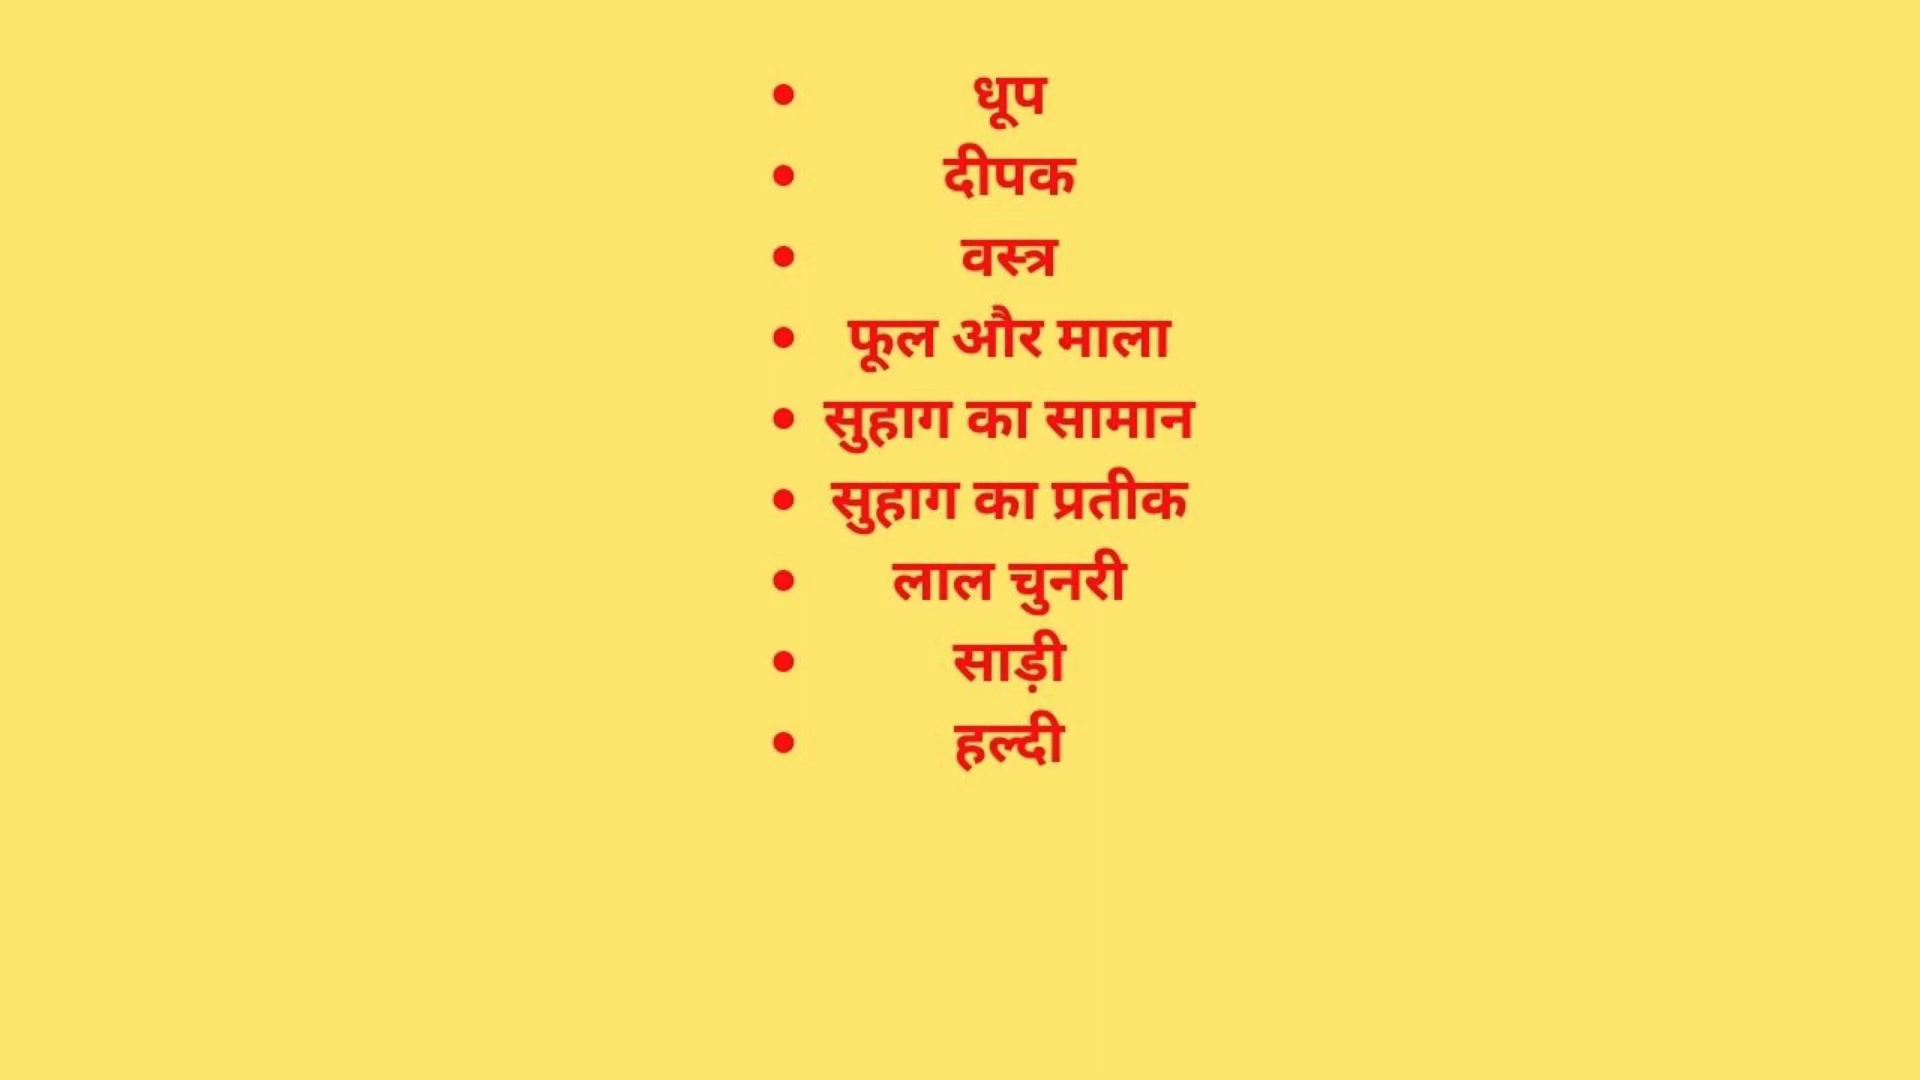 • धूप
• दीपक
• वस्त्र
• फूल और माला
• सुहाग का सामान
• सुहाग का प्रतीक
• लाल चुनरी
• साड़ी
• हल्दी